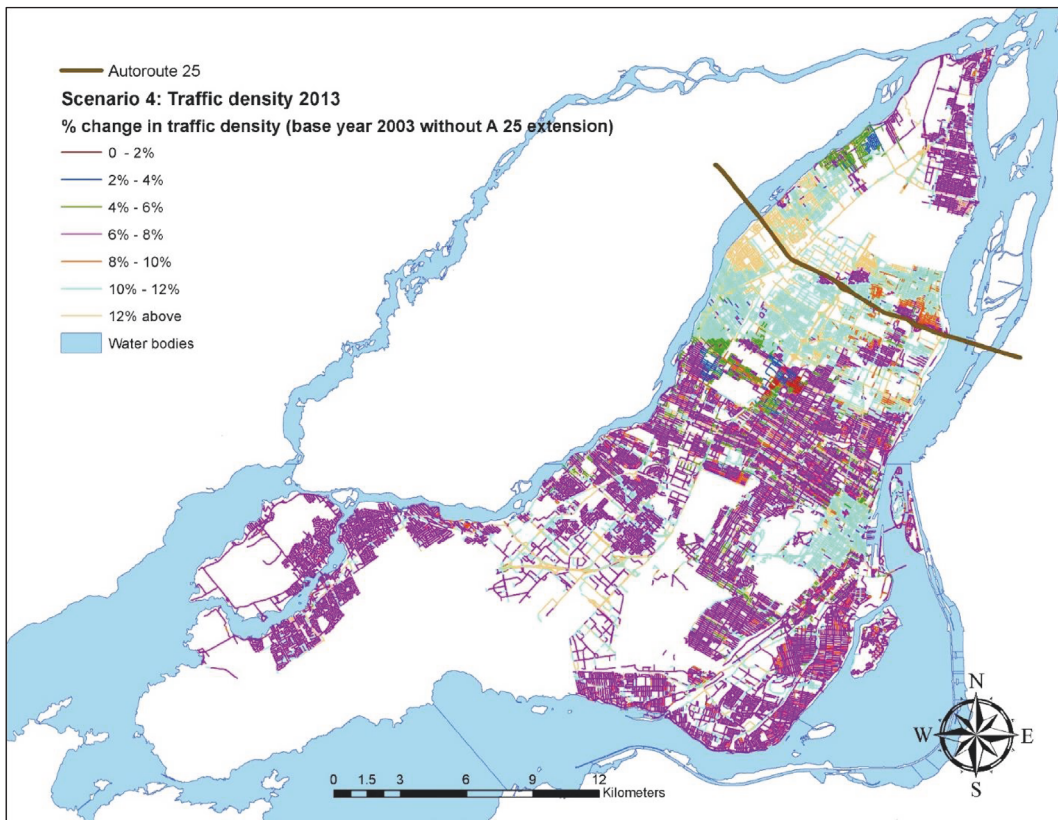 Autoroute 25
Scenario 4: Traffic density 2013
% change in traffic density (base year 2003 without A 25 extension)
0 - 2%
2% - 4%
4% - 6%
6% - 8%
8% - 10%
10% - 12%
12% above
Water bodies
N
W E
S
0 1.5 3 6 9 12
Kilometers